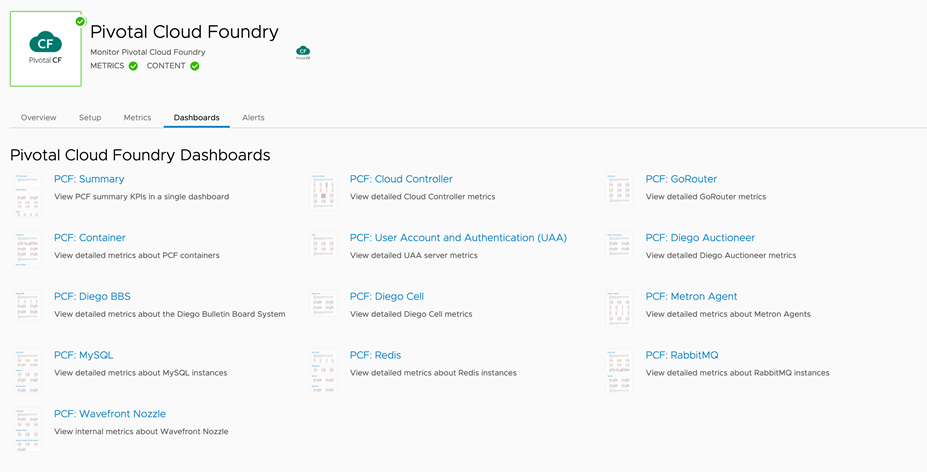 CF
Pivotal CF
Pivotal Cloud Foundry
Monitor Pivotal Cloud Foundry
METRICS CONTENT
CF
Overview Setup Metrics Dashboards Alerts
Pivotal Cloud Foundry Dashboards
PCF: Summary
View PCF summary KPIs in a single dashboard
PCF: Cloud Controller
View detailed Cloud Controller metrics
PCF: GoRouter
View detailed GoRouter metrics
PCF: Container
View detailed metrics about PCF containers
PCF: User Account and Authentication (UAA)
View detailed UAA server metrics
PCF: Diego Auctioneer
View detailed Diego Auctioneer metrics
PCF: Diego BBS
View detailed metrics about the Diego Bulletin Board System
PCF: Diego Cell
View detailed Diego Cell metrics
PCF: Metron Agent
View detailed metrics about Metron Agents
PCF: MySQL
View detailed metrics about MySQL instances
PCF: Redis
View detailed metrics about Redis instances
PCF: RabbitMQ
View detailed metrics about RabbitMQ instances
PCF: Wavefront Nozzle
View internal metrics about Wavefront Nozzle